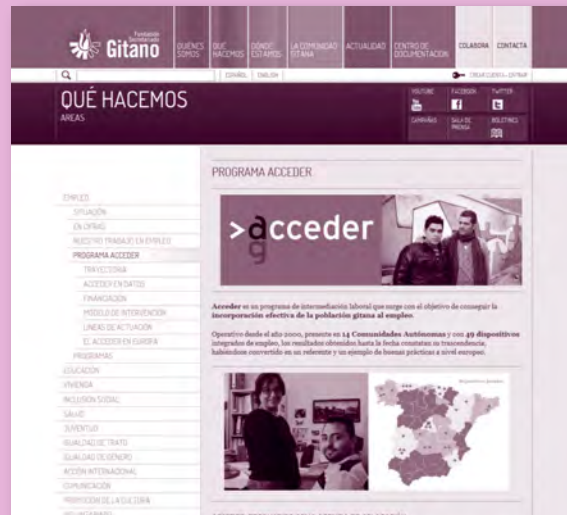 Fundación
Secretariado
Gitano
QUIÉNES SOMOS
QUÉ HACEMOS
DÓNDE ESTAMOS
LA COMUNIDAD GITANA
ACTUALIDAD
CENTRO DE DOCUMENTACIÓN
COLABORA
CONTACTA
ESPAÑOL
ENGLISH
CREAR CUENTA - ENTRAR
QUÉ HACEMOS
AREAS
YOUTUBE
FACEBOOK
TWITTER
CAMPAÑAS
SALA DE PRENSA
BOLETINES
EMPLEO
SITUACIÓN
EN CIFRAS
NUESTRO TRABAJO EN EMPLEO
PROGRAMA ACCEDER
TRAYECTORIA
ACCEDER EN DATOS
FINANCIACIÓN
MODELO DE INTERVENCIÓN
LINEAS DE ACTUACIÓN
EL ACCEDER EN EUROPA
PROGRAMAS
EDUCACIÓN
VIVIENDA
INCLUSIÓN SOCIAL
SALUD
JUVENTUD
IGUALDAD DE TRATO
IGUALDAD DE GÉNERO
ACCIÓN INTERNACIONAL
COMUNICACIÓN
PROMOCIÓN DE LA CULTURA
VOLUNTARIADO
PROGRAMA ACCEDER
>acceder
Acceder es un programa de intermediación laboral que surge con el objetivo de conseguir la
incorporación efectiva de la población gitana al empleo.
Operativo desde el año 2000, presente en 14 Comunidades Autónomas y con 49 dispositivos
integrados de empleo, los resultados obtenidos hasta la fecha constatan su trascendencia,
habiéndose convertido en un referente y un ejemplo de buenas prácticas a nivel europeo.